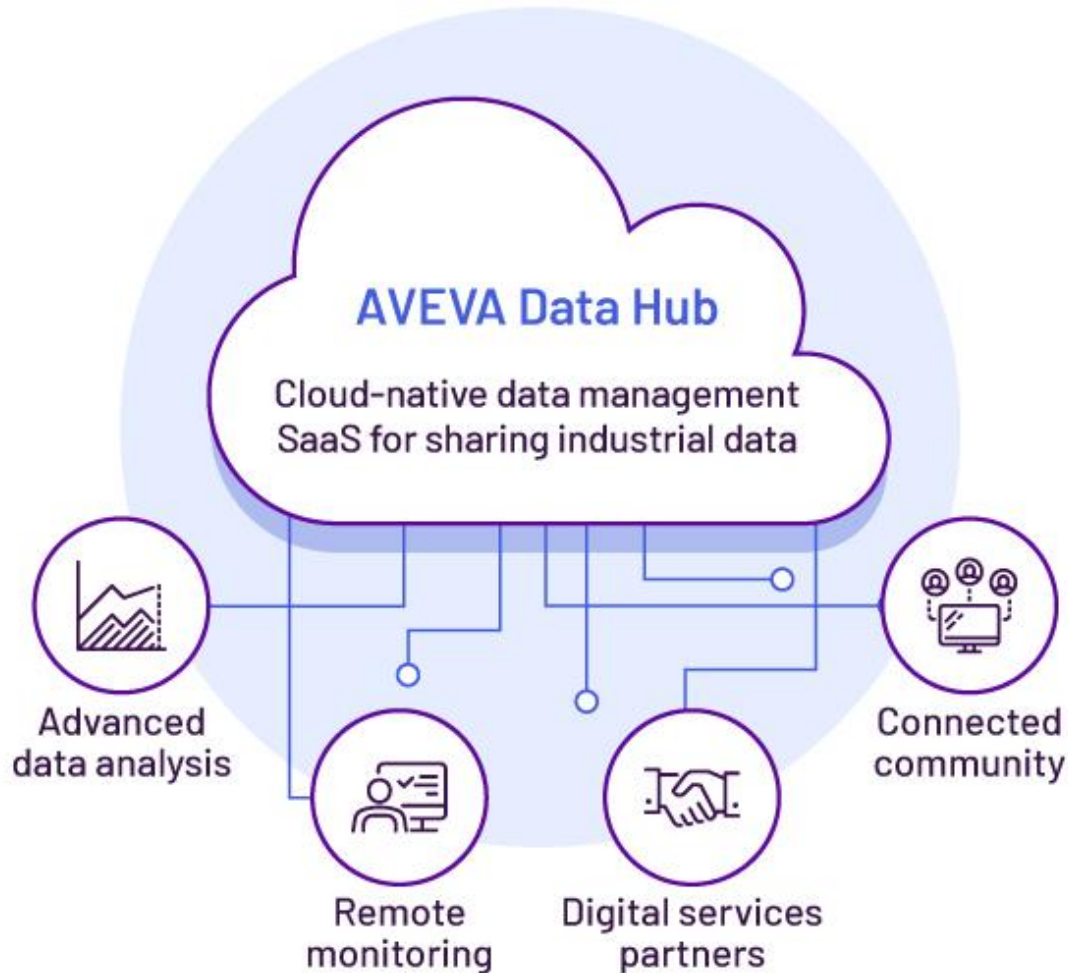 AVEVA Data Hub
Cloud-native data management
SaaS for sharing industrial data
Advanced
data analysis
Remote
monitoring
Digital services
partners
Connected
community